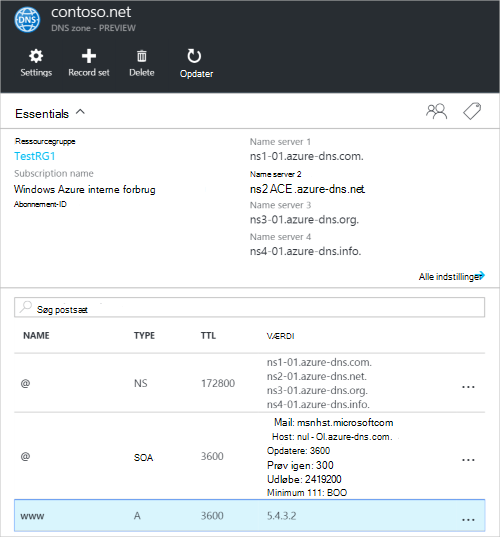 contoso.net
DNS zone - PREVIEW
DNS
Settings
Record set
Delete
Opdater
Essentials
Ressourcegruppe
TestRG1
Subscription name
Windows Azure interne forbrug
Abonnement-ID
Name server 1
ns1-01.azure-dns.com.
Name server 2
ns2 ACE .azure-dns.net.
Name server 3
ns3-01.azure-dns.org.
Name server 4
ns4-01.azure-dns.info.
Alle indstillinger
Søg postsæt
NAME TYPE TTL VÆRDI
@ NS 172800 ns1-01.azure-dns.com.
ns2-01.azure-dns.net.
ns3-01.azure-dns.org.
ns4-01.azure-dns.info. ...
@ SOA 3600 Mail: msnhst.microsoftcom
Host: nul - OI.azure-dns.com.
Opdatere: 3600
Prøv igen: 300
Udløbe: 2419200
Minimum 111: BOO ...
www A 3600 5.4.3.2 ...